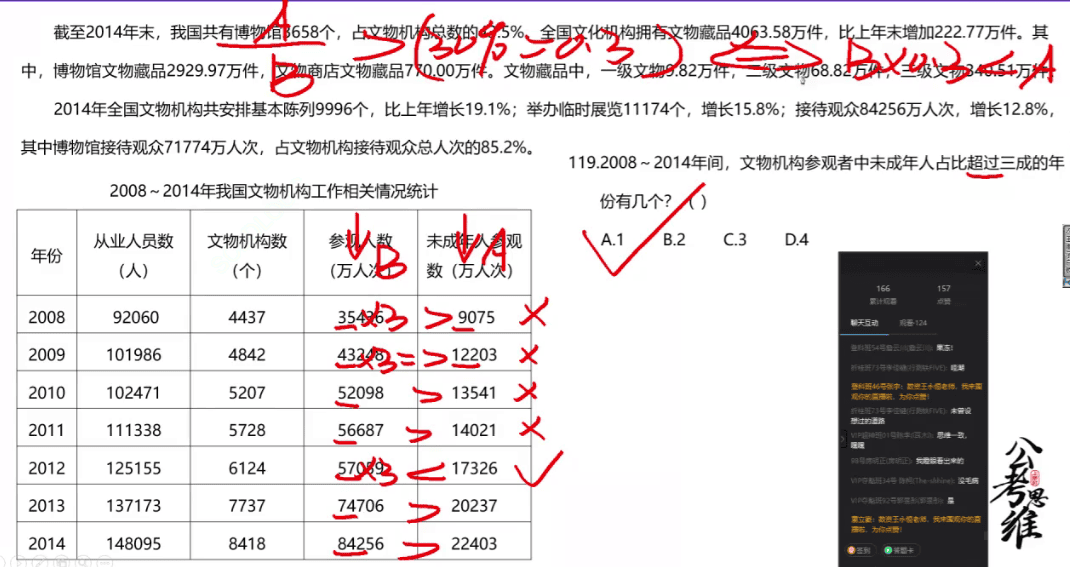 截至2014年末，我国共有博物馆3658个，占文物机构总数的43.5%。全国文化机构拥有文物藏品4063.58万件，比上年末增加222.77万件。其
A/B > (30%=0.3) ⟺ B×0.3<A
中，博物馆文物藏品2929.97万件，文物商店文物藏品770.00万件。文物藏品中，一级文物9.82万件，二级文物68.82万件，三级文物340.51万件
2014年全国文物机构共安排基本陈列9996个，比上年增长19.1%；举办临时展览11174个，增长15.8%；接待观众84256万人次，增长12.8%，
其中博物馆接待观众71774万人次，占文物机构接待观众总人次的85.2%。
119.2008～2014年间，文物机构参观者中未成年人占比超过三成的年
份有几个？（ ）
A.1 B.2 C.3 D.4
2008～2014年我国文物机构工作相关情况统计
年份 从业人员数（人） 文物机构数（个） 参观人数（万人次） 未成年人参观数（万人次）
B A
2008 92060 4437 35436 ×3 > 9075 ×
2009 101986 4842 43248 ×3= > 12203 ×
2010 102471 5207 52098 > 13541 ×
2011 111338 5728 56687 > 14021 ×
2012 125155 6124 57059 ×3 < 17326 ✓
2013 137173 7737 74706 > 20237
2014 148095 8418 84256 > 22403
166 157
累计观看 点赞
聊天互动 观看·124
公考思维
签到 答题卡